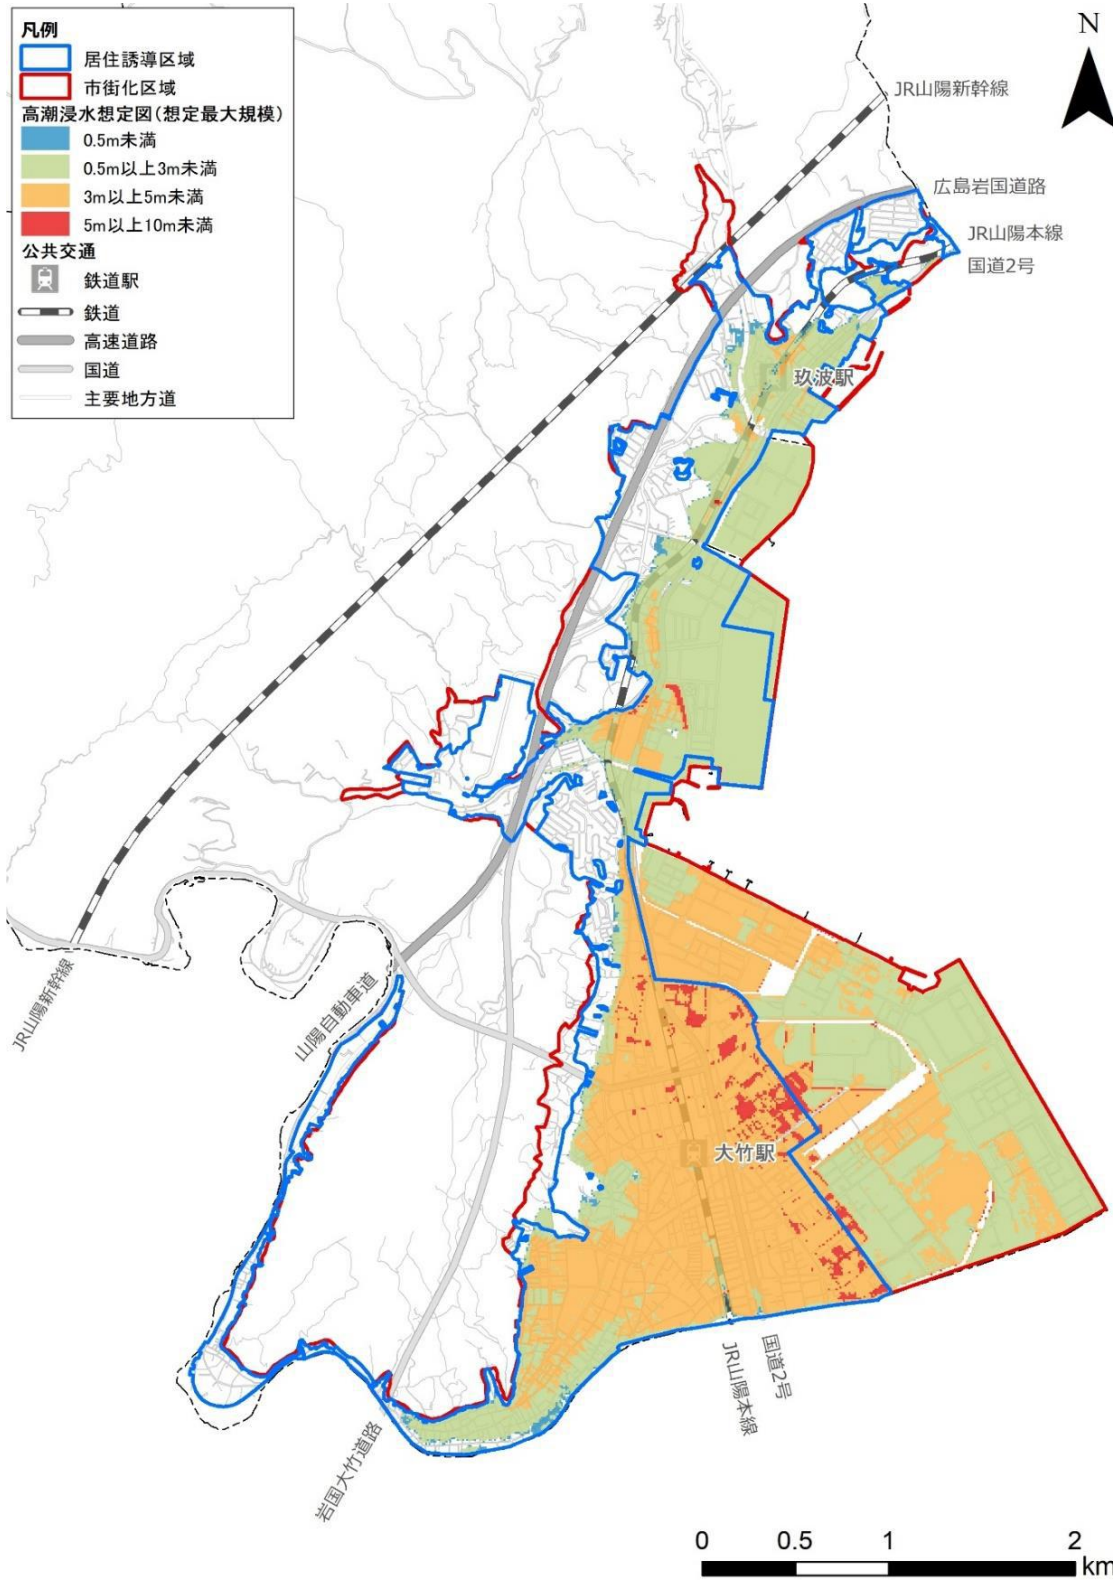 凡例
居住誘導区域
市街化区域
高潮浸水想定図(想定最大規模)
0.5m未満
0.5m以上3m未満
3m以上5m未満
5m以上10m未満
公共交通
鉄道駅
鉄道
高速道路
国道
主要地方道
N
JR山陽新幹線
広島岩国道路
JR山陽本線
国道2号
玖波駅
JR山陽新幹線
山陽自動車道
大竹駅
国道2号
JR山陽本線
岩国大竹道路
0 0.5 1 2
km